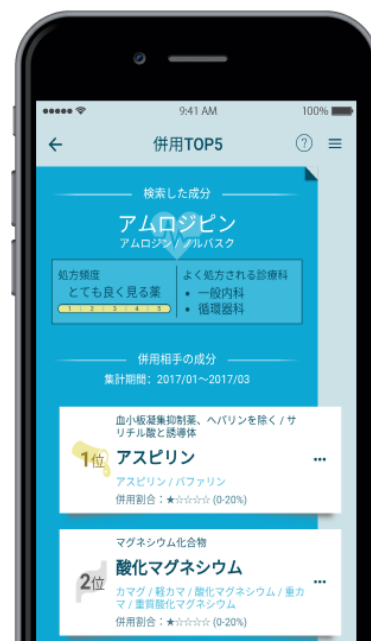 9:41 AM
100%
併用TOP5
?
検索した成分
アムロジピン
アムロジン / ノルバスク
処方頻度
とても良く見る薬
1 2 3 4 5
よく処方される診療科
• 一般内科
• 循環器科
併用相手の成分
集計期間：2017/01〜2017/03
血小板凝集抑制薬、ヘパリンを除く / サ
リチル酸と誘導体
1位 アスピリン
アスピリン / バファリン
併用割合：★☆☆☆☆ (0-20%)
マグネシウム化合物
2位 酸化マグネシウム
カマグ / 軽カマ / 酸化マグネシウム / 重カ
マ / 重質酸化マグネシウム
併用割合：★☆☆☆☆ (0-20%)